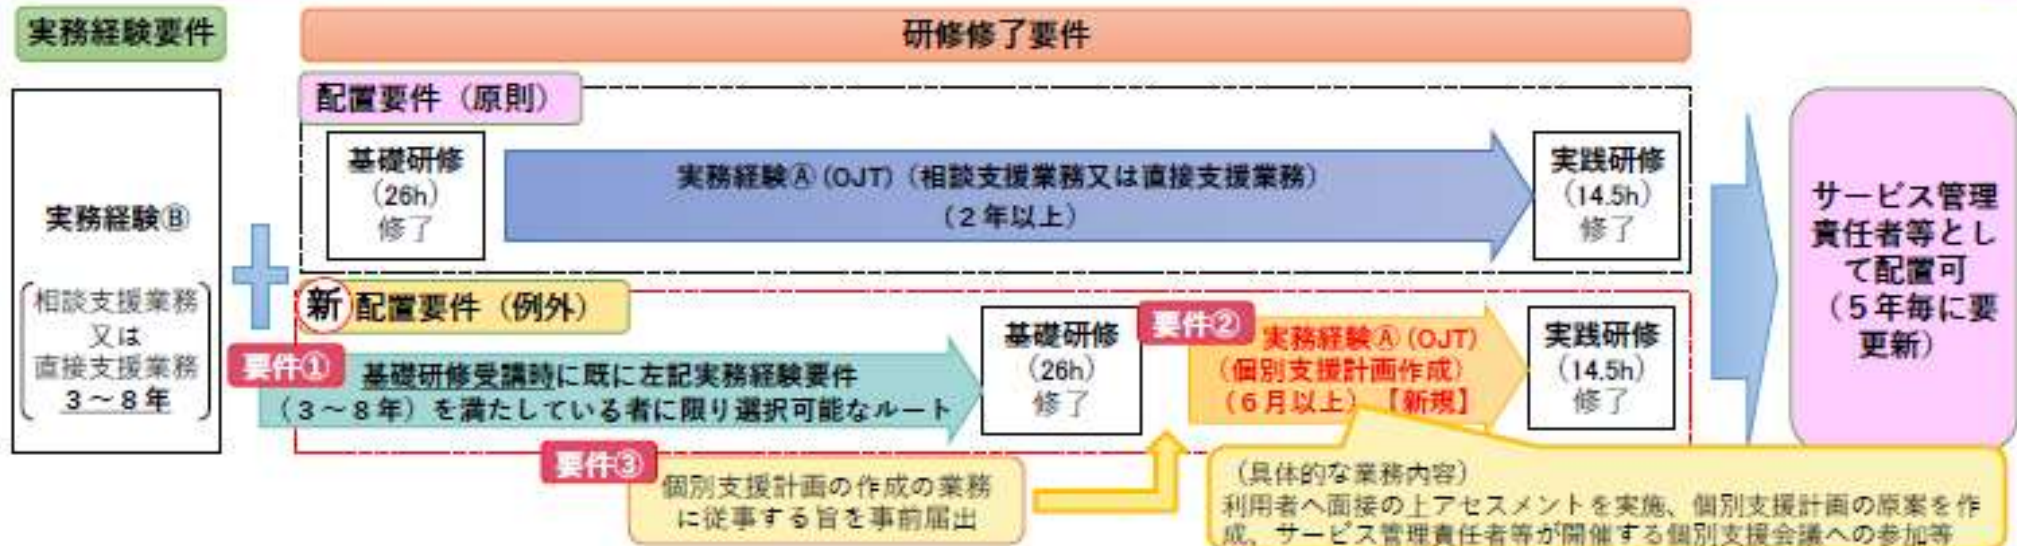 実務経験要件
研修修了要件
実務経験Ⓑ
相談支援業務
又は
直接支援業務
3~8年
配置要件（原則）
基礎研修
（26h）
修了
実務経験Ⓐ（OJT）（相談支援業務又は直接支援業務）
（2年以上）
実践研修
（14.5h）
修了
新 配置要件（例外）
要件①
基礎研修受講時に既に左記実務経験要件
（3~8年）を満たしている者に限り選択可能なルート
基礎研修
（26h）
修了
要件②
実務経験Ⓐ（OJT）
（個別支援計画作成）
（6月以上）【新規】
実践研修
（14.5h）
修了
要件③
個別支援計画の作成の業務
に従事する旨を事前届出
（具体的な業務内容）
利用者へ面接の上アセスメントを実施、個別支援計画の原案を作
成、サービス管理責任者等が開催する個別支援会議への参加等
サービス管理
責任者等とし
て配置可
（5年毎に要
更新）